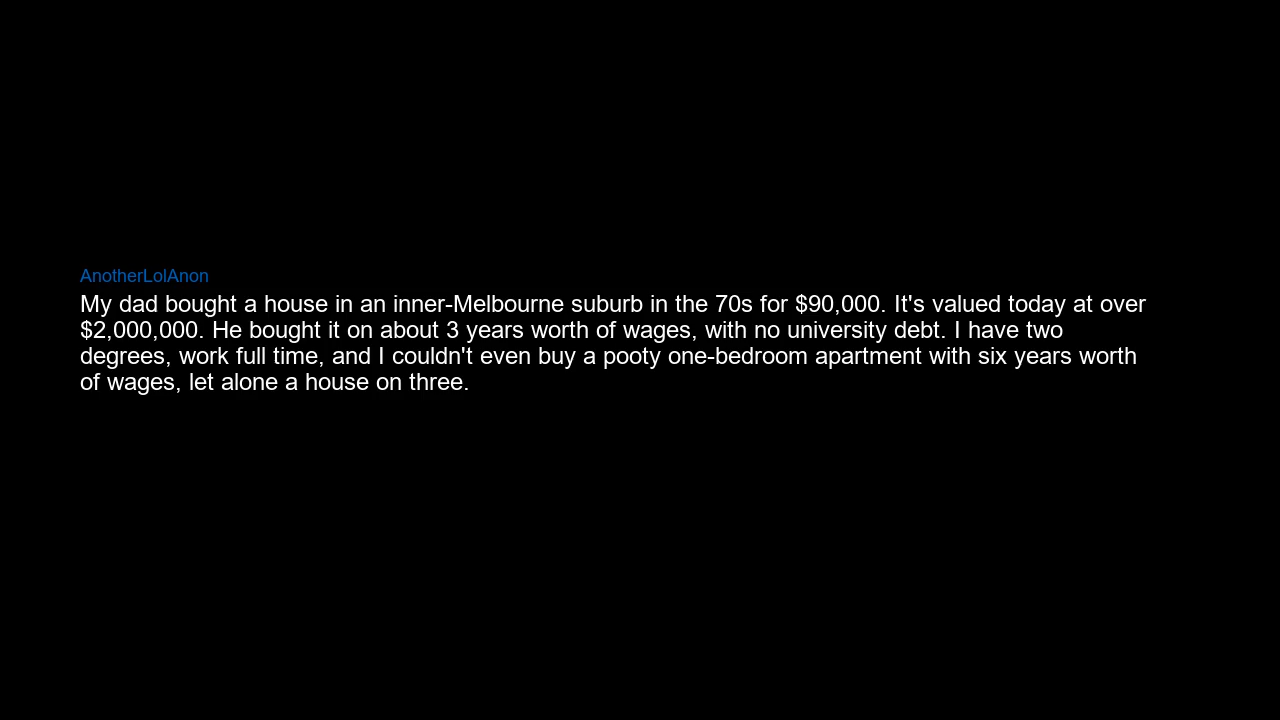 AnotherLolAnon
My dad bought a house in an inner-Melbourne suburb in the 70s for $90,000. It's valued today at over
$2,000,000. He bought it on about 3 years worth of wages, with no university debt. I have two
degrees, work full time, and I couldn't even buy a pooty one-bedroom apartment with six years worth
of wages, let alone a house on three.